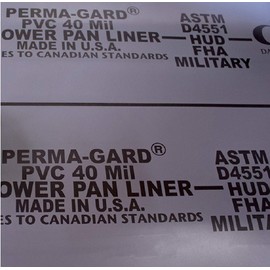 PERMA-GARD® ASTM
PVC 40 Mil D4551
OWER PAN LINER— HUD
MADE IN U.S.A. FHA
ES TO CANADIAN STANDARDS MILITARY
PERMA-GARD® ASTM
PVC 40 Mil D4551
OWER PAN LINER— HUD
MADE IN U.S.A. FHA
ES TO CANADIAN STANDARDS MILITAR